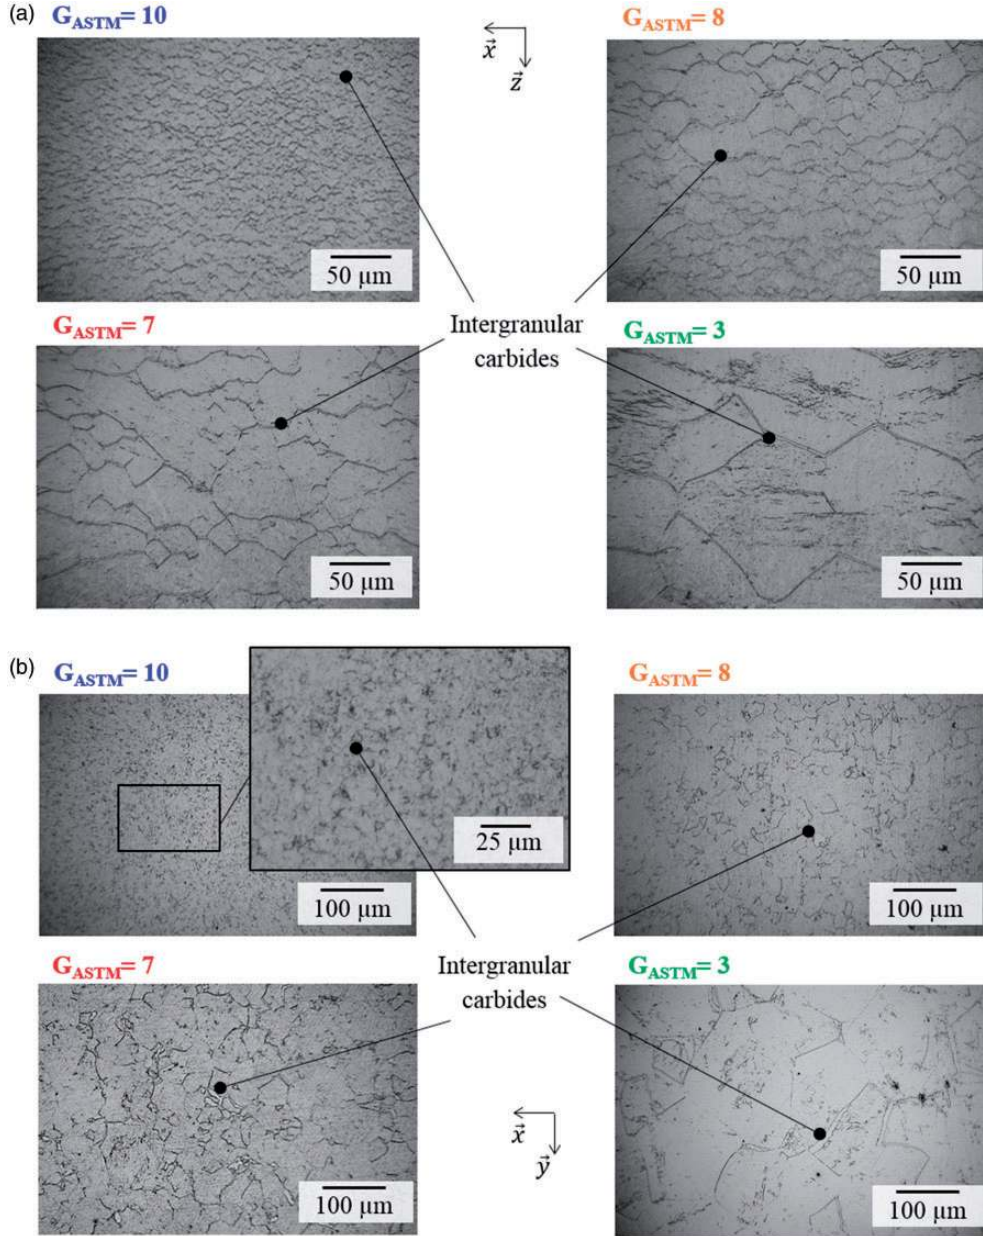 (a)
G_ASTM= 10
G_ASTM= 8
x⃗
z⃗
50 µm
50 µm
G_ASTM= 7
Intergranular
carbides
G_ASTM= 3
50 µm
50 µm
(b)
G_ASTM= 10
G_ASTM= 8
25 µm
100 µm
100 µm
G_ASTM= 7
Intergranular
carbides
G_ASTM= 3
x⃗
y⃗
100 µm
100 µm